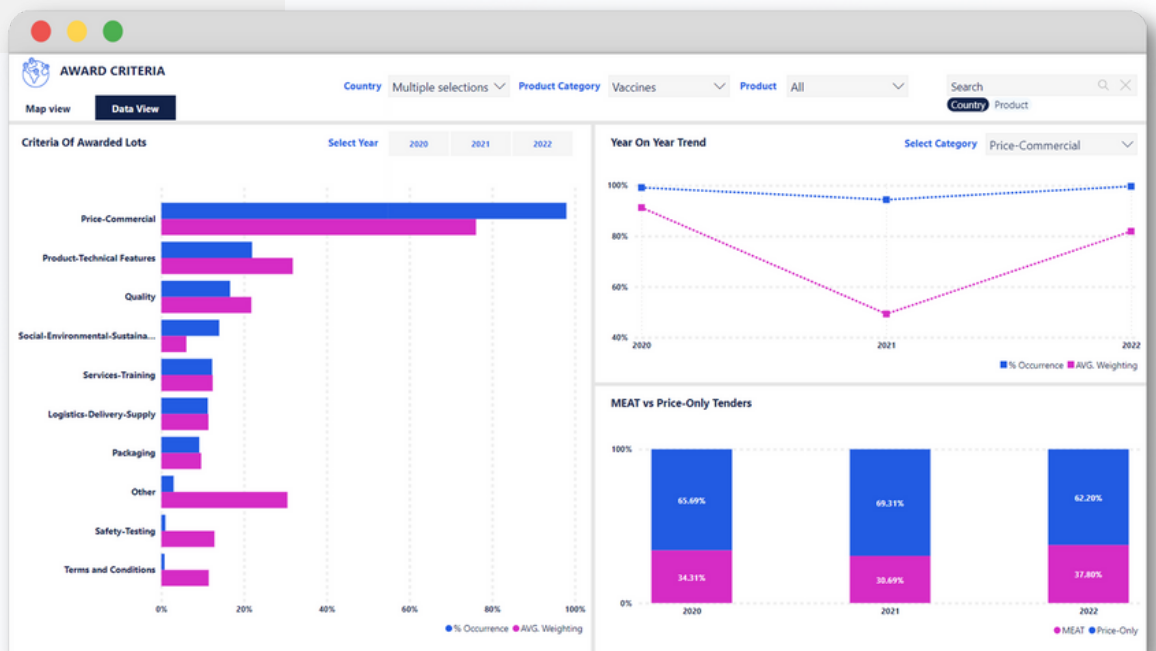 AWARD CRITERIA
Country Multiple selections Product Category Vaccines Product All Search
Country Product
Map view Data View
Criteria Of Awarded Lots Select Year 2020 2021 2022
Price-Commercial
Product-Technical Features
Quality
Social-Environmental-Sustaina...
Services-Training
Logistics-Delivery-Supply
Packaging
Other
Safety-Testing
Terms and Conditions
0% 20% 40% 60% 80% 100%
% Occurrence AVG. Weighting
Year On Year Trend Select Category Price-Commercial
100%
80%
60%
40%
2020 2021 2022
% Occurrence AVG. Weighting
MEAT vs Price-Only Tenders
100%
65.69% 69.31% 62.20%
34.31% 30.69% 37.80%
0%
2020 2021 2022
MEAT Price-Only